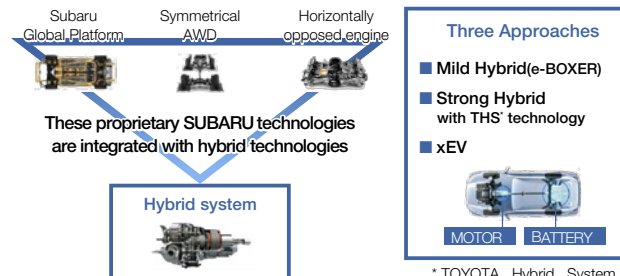 Subaru
Global Platform
Symmetrical
AWD
Horizontally
opposed engine
These proprietary SUBARU technologies
are integrated with hybrid technologies
Hybrid system
Three Approaches
■ Mild Hybrid(e-BOXER)
■ Strong Hybrid
with THS* technology
■ xEV
MOTOR
BATTERY
* TOYOTA Hybrid System